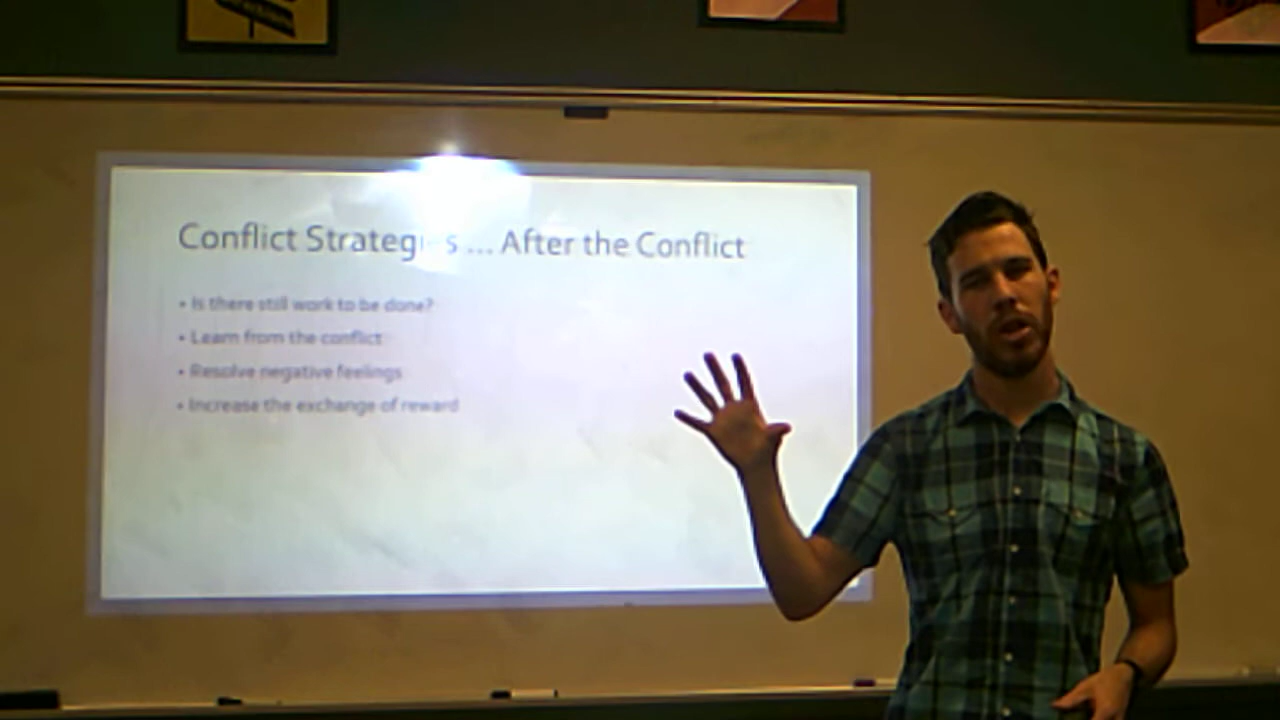 Conflict Strategi s ... After the Conflict
• Is there still work to be done?
• Learn from the conflict
• Resolve negative feelings
• Increase the exchange of reward